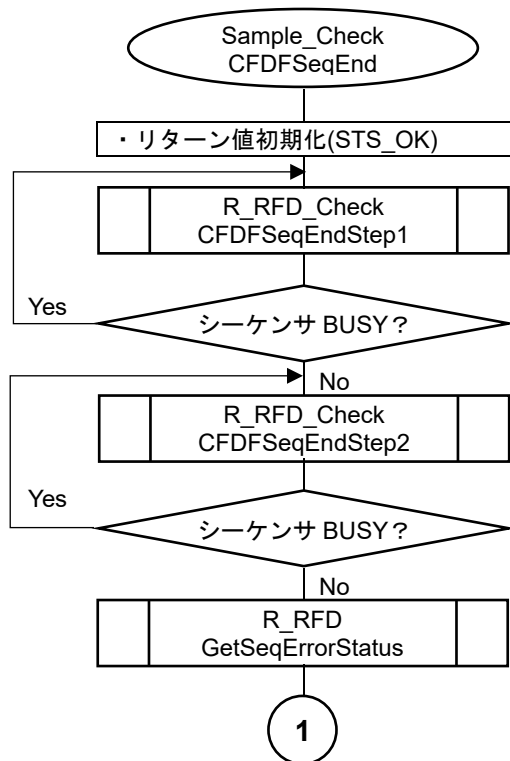 Sample_Check
CFDFSeqEnd
・リターン値初期化(STS_OK)
R_RFD_Check
CFDFSeqEndStep1
Yes
シーケンサ BUSY？
No
R_RFD_Check
CFDFSeqEndStep2
Yes
シーケンサ BUSY？
No
R_RFD
GetSeqErrorStatus
1